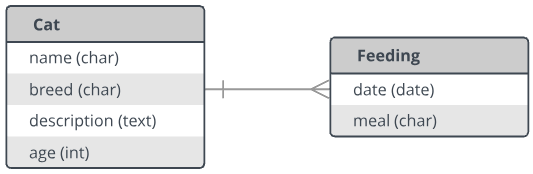 Cat
name (char)
breed (char)
description (text)
age (int)
Feeding
date (date)
meal (char)